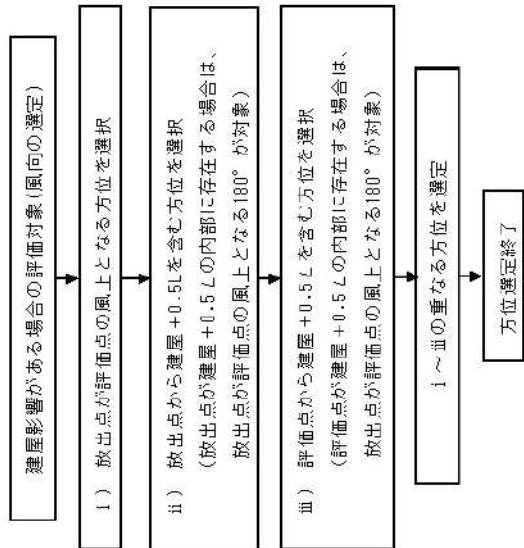 建屋影響がある場合の評価対象(風向の選定)
i) 放出点が評価点の風上となる方位を選択
ii) 放出点から建屋+0.5Lを含む方位を選択
(放出点が建屋+0.5Lの内部に存在する場合は、
放出点が評価点の風上となる180°が対象)
iii) 評価点から建屋+0.5Lを含む方位を選択
(評価点が建屋+0.5Lの内部に存在する場合は、
放出点が評価点の風上となる180°が対象)
i~iiiの重なる方位を選定
方位選定終了